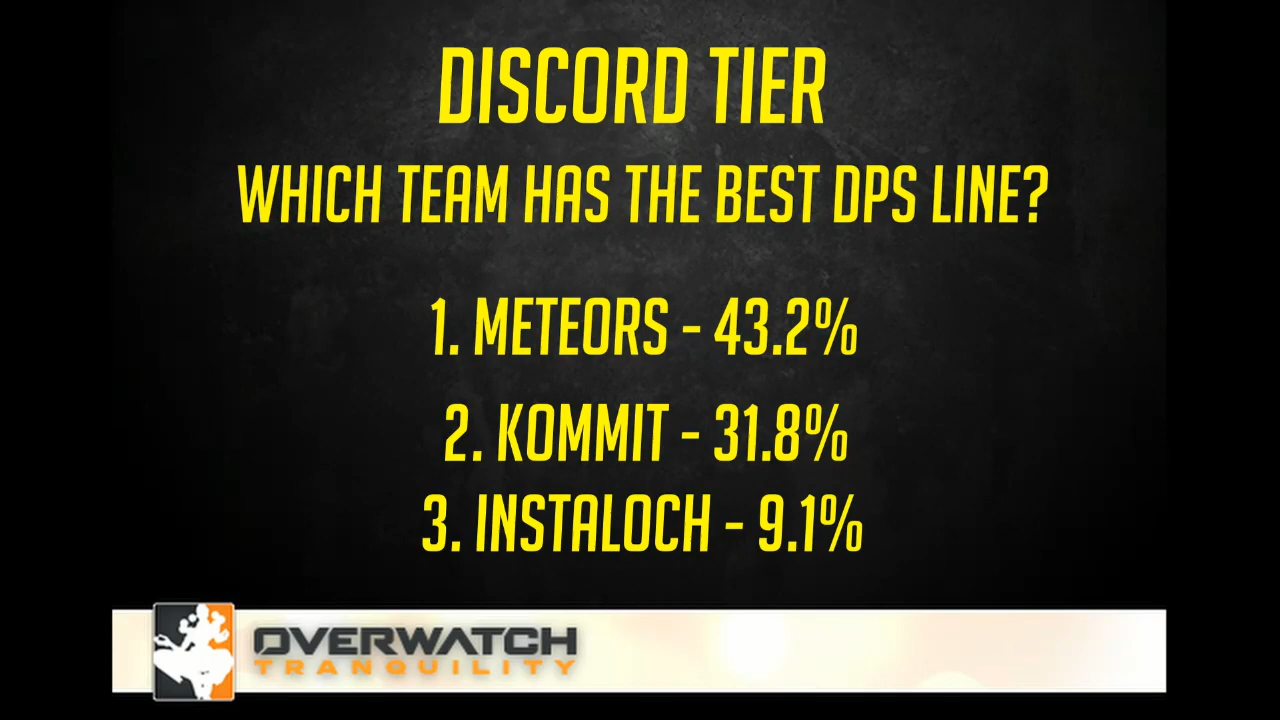 DISCORD TIER
WHICH TEAM HAS THE BEST DPS LINE?
1. METEORS - 43.2%
2. KOMMIT - 31.8%
3. INSTALOCH - 9.1%
OVERWATCH
TRANQUILITY